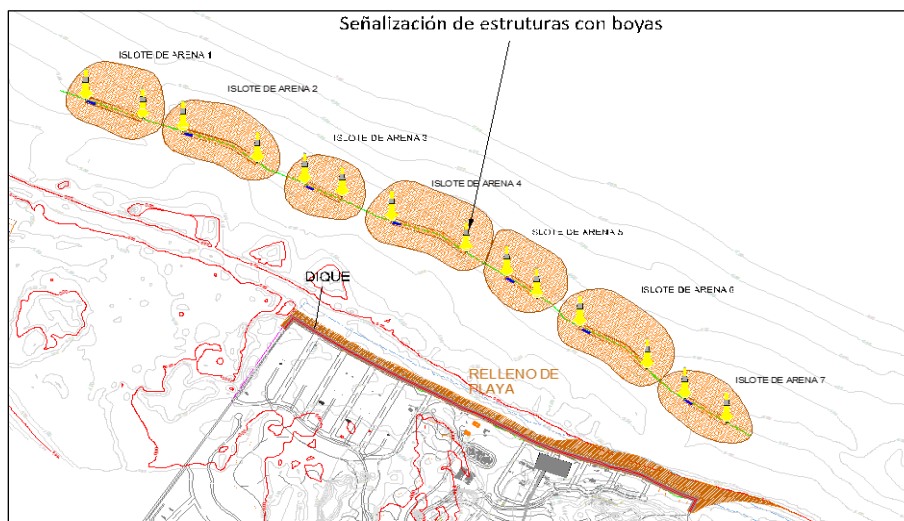 Señalización de estruturas con boyas
ISLOTE DE ARENA 1
ISLOTE DE ARENA 2
ISLOTE DE ARENA 3
ISLOTE DE ARENA 4
ISLOTE DE ARENA 5
ISLOTE DE ARENA 6
ISLOTE DE ARENA 7
DIQUE
RELLENO DE
PLAYA